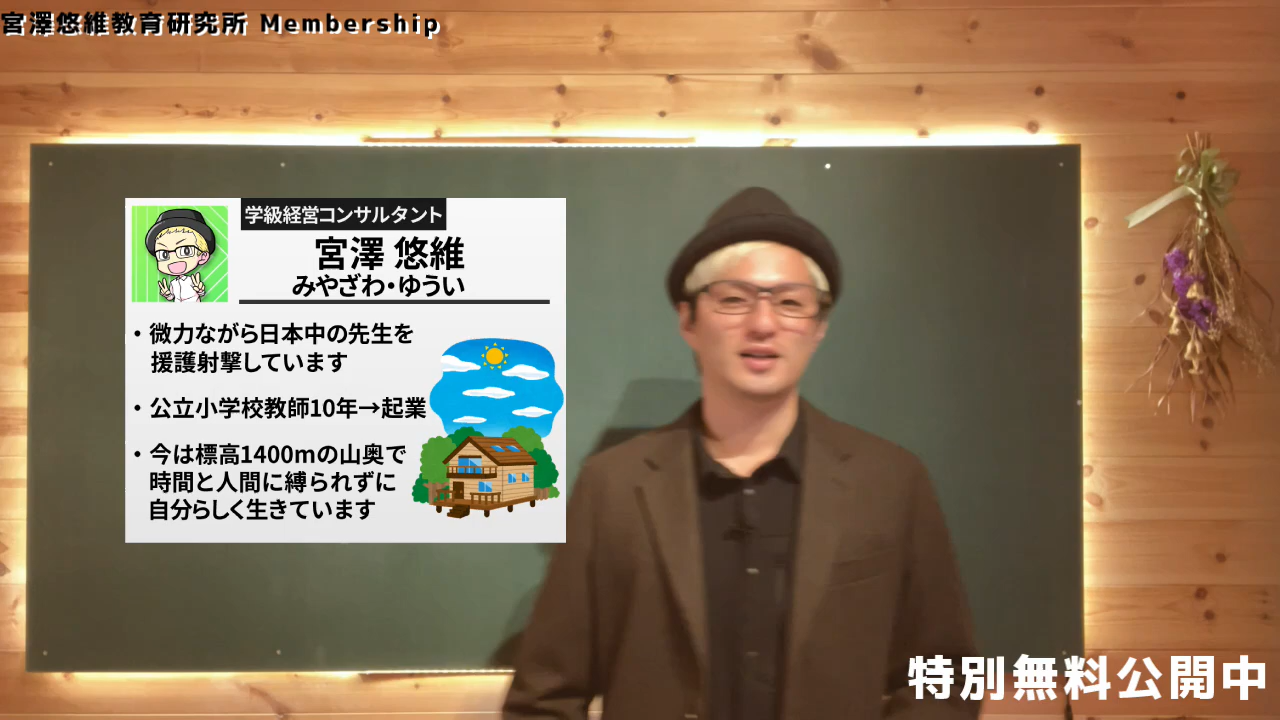 宮澤悠維教育研究所 Membership
学級経営コンサルタント
宮澤 悠維
みやざわ・ゆうい
・微力ながら日本中の先生を
援護射撃しています
・公立小学校教師10年→起業
・今は標高1400mの山奥で
時間と人間に縛られずに
自分らしく生きています
特別無料公開中